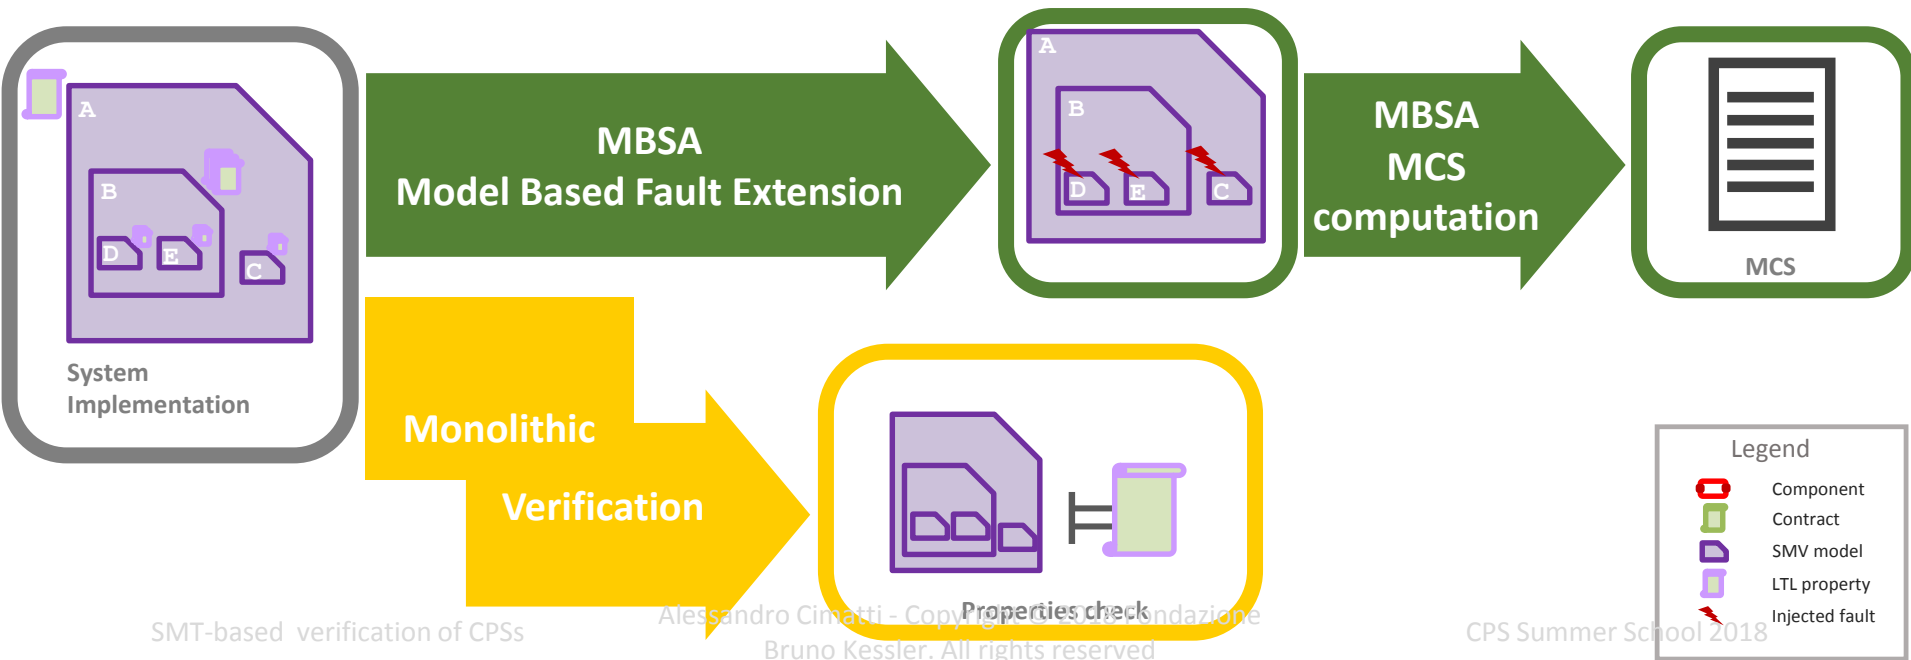 A
B
D
E
C
System
Implementation
MBSA
Model Based Fault Extension
A
B
D
E
C
MBSA
MCS
computation
MCS
Monolithic
Verification
Properties check
Legend
Component
Contract
SMV model
LTL property
Injected fault
SMT-based verification of CPSs
Alessandro Cimatti - Copyright © 2018 Fondazione
Bruno Kessler. All rights reserved
CPS Summer School 2018